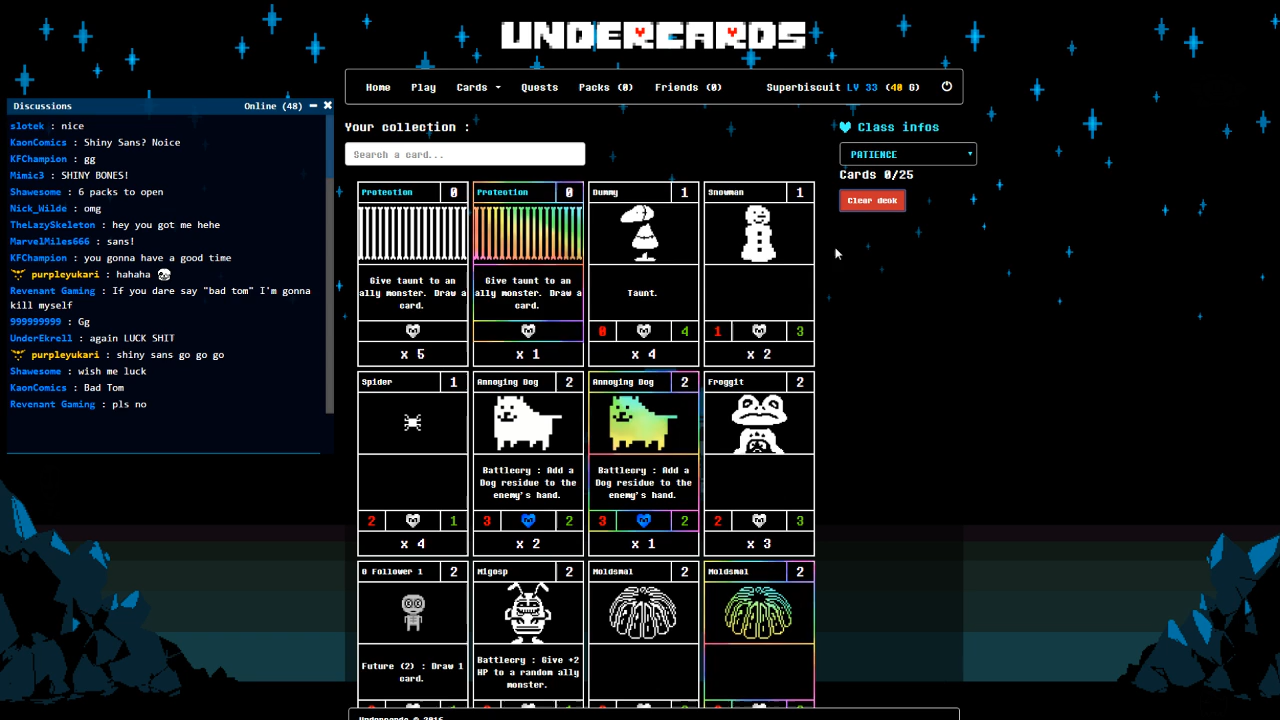 UNDERCARDS
Home Play Cards Quests Packs (0) Friends (0) Superbiscuit LV 33 (40 G)
Discussions Online (48)
slotek : nice
KaonComics : Shiny Sans? Noice
KFChampion : gg
Mimic3 : SHINY BONES!
Shawesome : 6 packs to open
Nick_Wilde : omg
TheLazySkeleton : hey you got me hehe
MarvelMiles666 : sans!
KFChampion : you gonna have a good time
purpleyukari : hahaha
Revenant Gaming : If you dare say "bad tom" I'm gonna
kill myself
999999999 : Gg
UnderEkrell : again LUCK SHIT
purpleyukari : shiny sans go go go
Shawesome : wish me luck
KaonComics : Bad Tom
Revenant Gaming : pls no
Your collection :
Search a card...
Protection 0
Give taunt to an
ally monster. Draw a
card.
x 5
Protection 0
Give taunt to an
ally monster. Draw a
card.
x 1
Dummy 1
Taunt.
0 4
x 4
Snowman 1
1 3
x 2
Spider 1
2 1
x 4
Annoying Dog 2
Battlecry : Add a
Dog residue to the
enemy's hand.
3 2
x 2
Annoying Dog 2
Battlecry : Add a
Dog residue to the
enemy's hand.
3 2
x 1
Froggit 2
2 3
x 3
G Follower 1 2
Future (2) : Draw 1
card.
Migosp 2
Battlecry : Give +2
HP to a random ally
monster.
Moldsmal 2
Moldsmal 2
Class infos
PATIENCE
Cards 0/25
Clear deck
Undercards © 2016